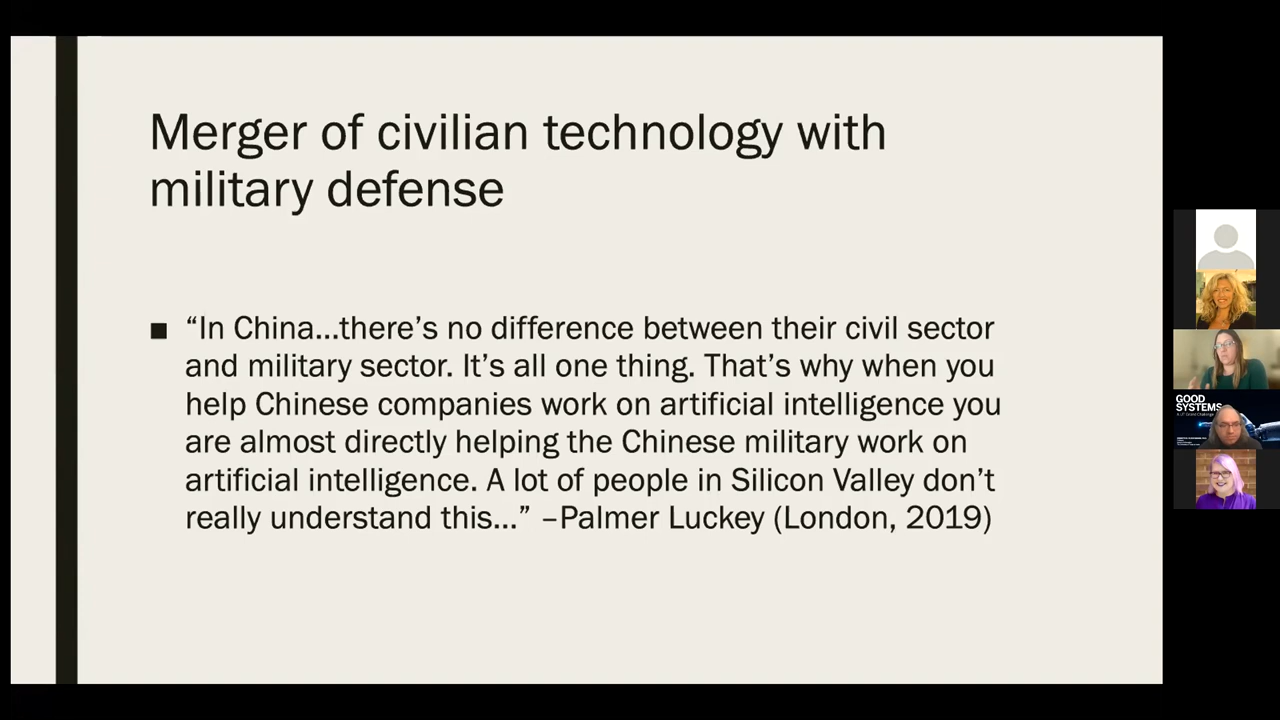 Merger of civilian technology with
military defense
■ “In China...there’s no difference between their civil sector
and military sector. It’s all one thing. That’s why when you
help Chinese companies work on artificial intelligence you
are almost directly helping the Chinese military work on
artificial intelligence. A lot of people in Silicon Valley don’t
really understand this...” –Palmer Luckey (London, 2019)
GOOD
SYSTEMS